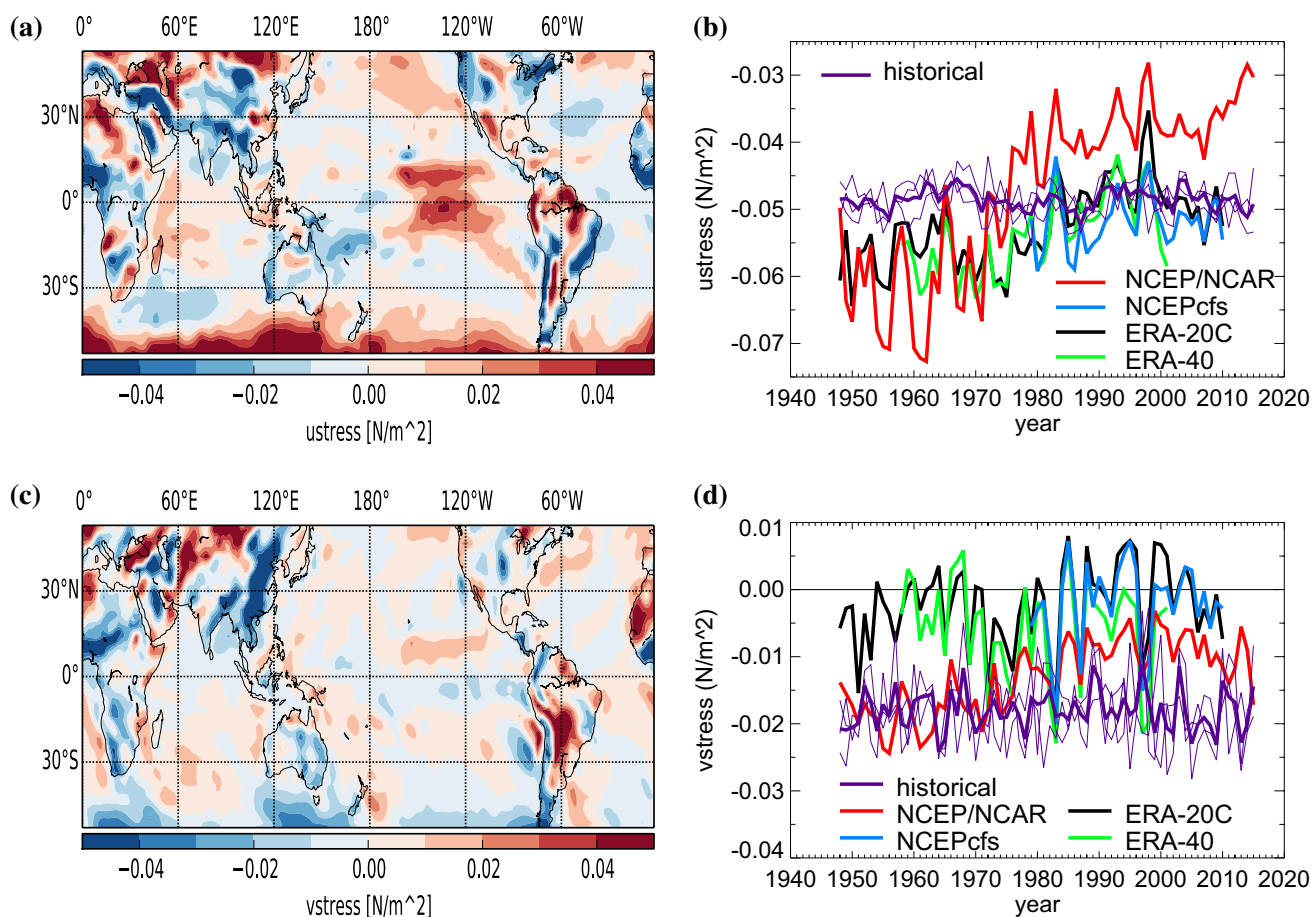 (a)
0° 60°E 120°E 180° 120°W 60°W
30°N
0°
30°S
−0.04 −0.02 0.00 0.02 0.04
ustress [N/m^2]
(b)
-0.03
-0.04
-0.05
-0.06
-0.07
ustress (N/m^2)
historical
NCEP/NCAR
NCEPcfs
ERA-20C
ERA-40
1940 1950 1960 1970 1980 1990 2000 2010 2020
year
(c)
0° 60°E 120°E 180° 120°W 60°W
30°N
0°
30°S
−0.04 −0.02 0.00 0.02 0.04
vstress [N/m^2]
(d)
0.01
0.00
-0.01
-0.02
-0.03
-0.04
vstress (N/m^2)
historical
NCEP/NCAR ERA-20C
NCEPcfs ERA-40
1940 1950 1960 1970 1980 1990 2000 2010 2020
year